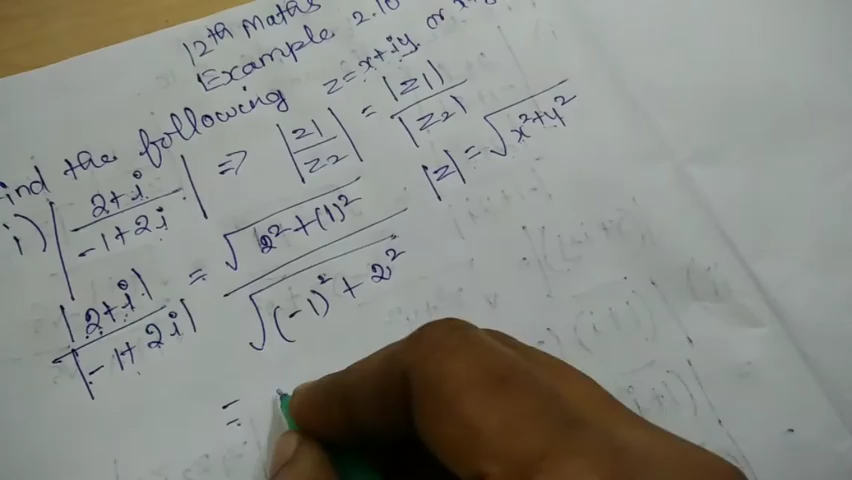 12th Maths
Example 2.10
find the following z=x+iy or
i) |2+i / -1+2i| => |z1/z2| = |z1|/|z2|
|z| = √x²+y²
|2+i| / |-1+2i| = √2²+(1)² / √(-1)²+2²
=